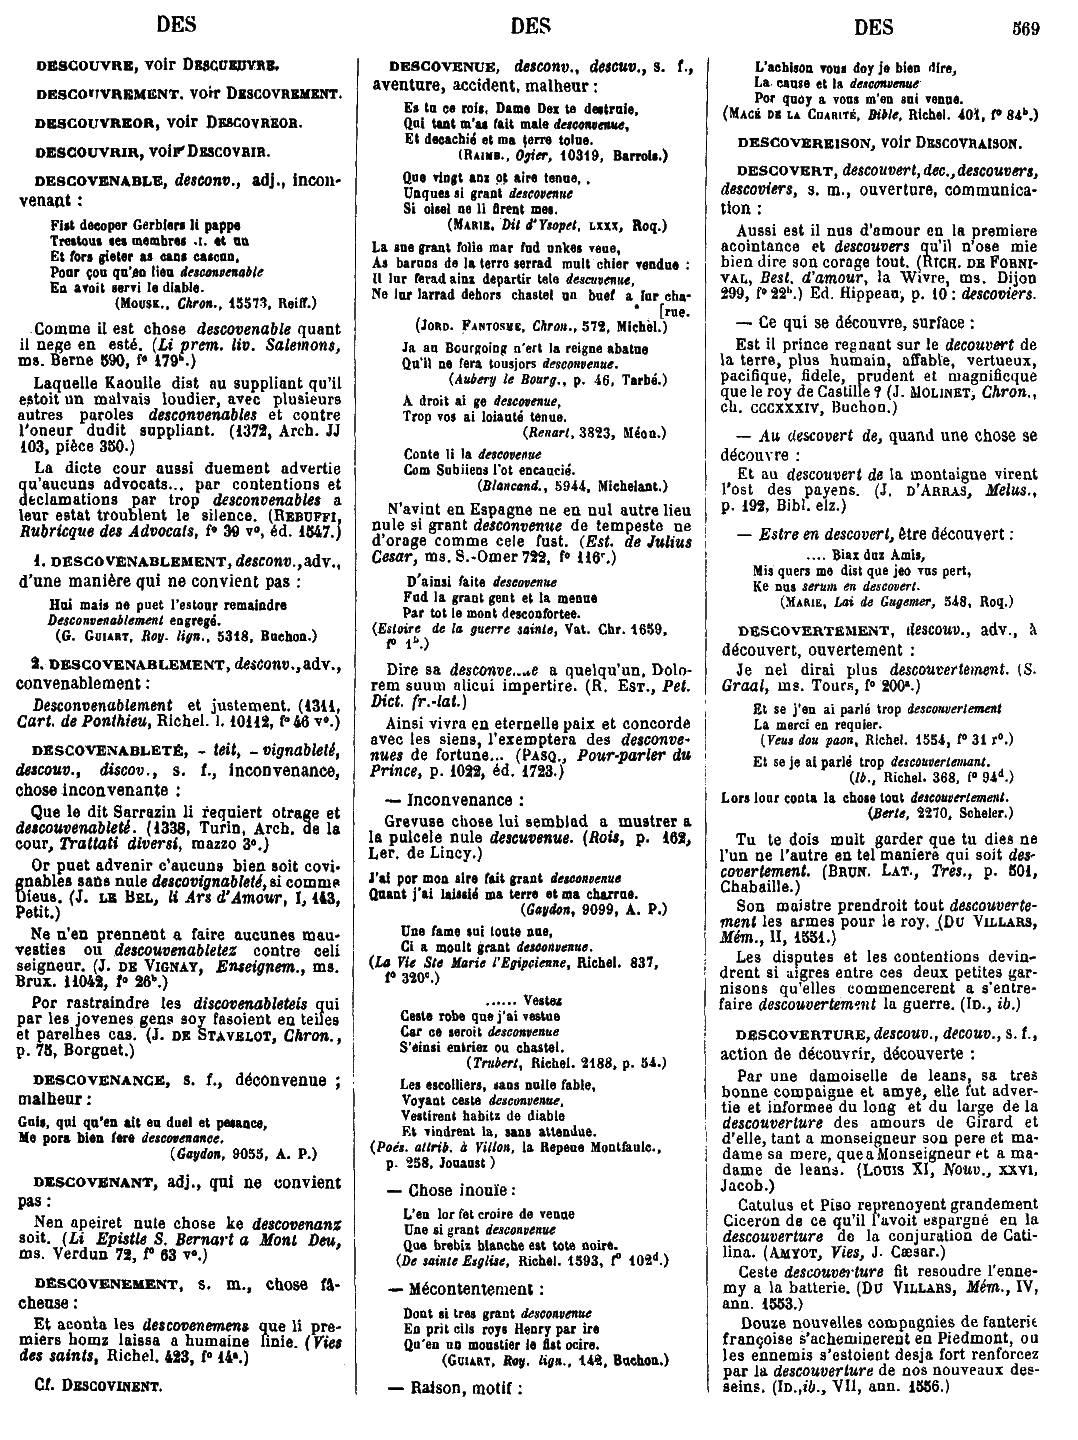 DES
DES
DES 569
DESCOUVRE, voir DESCUEUVRE.
DESCOUVREMENT, voir DESCOVREMENT.
DESCOUVREOR, voir DESCOVREOR.
DESCOUVRIR, voir DESCOVRIR.
DESCOVENABLE, desconv., adj., incon-
venant :
Fist decoper Gerbiers li pappe
Trestous ses membres .I. et un
Et fors gieter as cans cascun,
Pour çou qu'en lieu desconvenable
En avoit servi le diable.
(MOUSK., Chron., 15573, Reiff.)
Comme il est chose descovenable quant
il nege en esté. (Li prem. liv. Salemons,
ms. Berne 590, f° 179b.)
Laquelle Raoulle dist au suppliant qu'il
estoit un malvais loudier, avec plusieurs
autres paroles desconvenables et contre
l'oneur dudit suppliant. (1372, Arch. JJ
103, pièce 350.)
La dicte cour aussi duement advertie
qu'aucuns advocats... par contentions et
declamations par trop desconvenables a
leur estat troublent le silence. (REBUFFI,
Rubricque des Advocats, f° 39 v°, éd. 1547.)
1. DESCOVENABLEMENT, desconv., adv.,
d'une manière qui ne convient pas :
Hui mais ne puet l'estour remaindre
Desconvenablement engregé.
(G. GUIART, Roy. lign., 5318, Buchon.)
2. DESCOVENABLEMENT, desconv., adv.,
convenablement :
Desconvenablement et justement. (1311,
Cart. de Ponthieu, Richel. l. 10112, f° 46 v°.)
DESCOVENABLETÉ, - teit, - vignableté,
descouv., discov., s. f., inconvenance,
chose inconvenante :
Que le dit Sarrazin li requiert otrage et
descouvenableté. (1338, Turin, Arch. de la
cour, Trattati diversi, mazzo 3°.)
Or puet advenir c'aucuns bien soit covi-
gnables sans nule descovignableté, si comme
Dieus. (J. LE BEL, li Ars d'Amour, I, 143,
Petit.)
Ne n'en prennent a faire aucunes mau-
vesties ou descouvenabletez contre celi
seigneur. (J. DE VIGNAY, Enseignem., ms.
Brux. 11042, f° 26b.)
Por rastraindre les discovenableteis qui
par les jovenes gens soy fasoient en teiles
et pareilhes cas. (J. DE STAVELOT, Chron.,
p. 75, Borgnet.)
DESCOVENANCE, s. f., déconvenue ;
malheur :
Guis, qui qu'en ait eu duel et pesance,
Me pora bien fere descovenance.
(Gaydon, 9055, A. P.)
DESCOVENANT, adj., qui ne convient
pas :
Nen apeiret nule chose ke descovenanz
soit. (Li Epistle S. Bernart a Mont Deu,
ms. Verdun 72, f° 63 v°.)
DESCOVENEMENT, s. m., chose fâ-
cheuse :
Et aconta les descovenemens que li pre-
miers homz laissa a humaine linie. (Vies
des saints, Richel. 423, f° 14a.)
Cf. DESCOVINENT.
DESCOVENUE, desconv., descuv., s. f.,
aventure, accident, malheur :
Es tu ce rois, Dame Dex te destruie,
Qui tant m'as fait male desconvenue,
Et decachié et ma terre tolue.
(RAIMB., Ogier, 10319, Barrois.)
Que vingt anz ot aire tenue,
Unques si grant descovenue
Si oisel ne li firent mes.
(MARIE, Dit d'Ysopet, LXXX, Roq.)
La sue grant folie mar fud unkes veue,
As baruns de la terre serrad mult chier vendue :
Il lur ferad ainz departir tele descuvenue,
Ne lur larrad dehors chastel un buef a lur cha-
[rue.
(JORD. FANTOSME, Chron., 572, Michel.)
Ja au Bourgoing n'ert la reigne abatue
Qu'il ne fera tousjors desconvenue.
(Aubery le Bourg., p. 46, Tarbé.)
A droit ai ge descovenue,
Trop vos ai loiauté tenue.
(Renart, 3823, Méon.)
Conte li la descovenue
Com Subiiens l'ot encaucié.
(Blancand., 5944, Michelant.)
N'avint en Espagne ne en nul autre lieu
nule si grant desconvenue de tempeste ne
d'orage comme cele fust. (Est. de Julius
Cesar, ms. S.-Omer 722, f° 116r.)
D'ainsi faite descovenue
Fud la grant gent et la menue
Par tot le mont desconfortee.
(Estoire de la guerre sainte, Vat. Chr. 1659,
f° 1b.)
Dire sa a quelqu'un, Dolo-
rem suum alicui impertire. (R. EST., Pet.
Dict. fr.-lat.)
Ainsi vivra en eternelle paix et concorde
avec les siens, l'exemptera des desconve-
nues de fortune... (PASQ., Pour-parler du
Prince, p. 1022, éd. 1723.)
— Inconvenance :
Grevuse chose lui semblad a mustrer a
la pulcele nule descuvenue. (Rois, p. 162,
Ler. de Lincy.)
J'ai por mon sire fait grant desconvenue
Quant j'ai laissié ma terre et ma charrue.
(Gaydon, 9099, A. P.)
Une fame sui toute nue,
Ci a moult grant desconvenue.
(La Vie Ste Marie l'Egipcienne, Richel. 837,
f° 320c.)
...... Vestez
Ceste robe que j'ai vestue
Car ce seroit desconvenue
S'einsi entriez ou chastel.
(Trubert, Richel. 2188, p. 54.)
Les escolliers, sans nulle fable,
Voyant ceste desconvenue,
Vestirent habitz de diable
Et vindrent la, sans attendue.
(Poés. attrib. à Villon, la Repeue Montfaulc.,
p. 258, Jouaust )
— Chose inouïe :
L'en lor fet croire de venue
Une si grant desconvenue
Que brebiz blanche est tote noire.
(De sainte Esglise, Richel. 1593, f° 102d.)
— Mécontentement :
Dont si tres grant desconvenue
En prit cils roys Henry par ire
Qu'en un moustier le fist ocire.
(GUIART, Roy. lign., 142, Buchon.)
— Raison, motif :
L'achison vous doy je bien dire,
La cause et la desconvenue
Por quoy a vous m'en sui venue.
(MACÉ DE LA CHARITÉ, Bible, Richel. 401, f° 84b.)
DESCOVEREISON, voir DESCOVRAISON.
DESCOVERT, descouvert, dec., descouvers,
descoviers, s. m., ouverture, communica-
tion :
Aussi est il nus d'amour en la premiere
acointance et descouvers qu'il n'ose mie
bien dire son corage tout. (RICH. DE FORNI-
VAL, Best. d'amour, la Wivre, ms. Dijon
299, f° 22b.) Ed. Hippeau, p. 10 : descoviers.
— Ce qui se découvre, surface :
Est il prince regnant sur le decouvert de
la terre, plus humain, affable, vertueux,
pacifique, fidele, prudent et magnificque
que le roy de Castille ? (J. MOLINET, Chron.,
ch. CCCXXXIV, Buchon.)
— Au descovert de, quand une chose se
découvre :
Et au descouvert de la montaigne virent
l'ost des payens. (J. D'ARRAS, Melus.,
p. 192, Bibl. elz.)
— Estre en descovert, être découvert :
.... Biax duz Amis,
Mis quers me dist que jeo vus pert,
Ke nus serum en descovert.
(MARIE, Lai de Gugemer, 548, Roq.)
DESCOVERTEMENT, descouv., adv., à
découvert, ouvertement :
Je nel dirai plus descouvertement. (S.
Graal, ms. Tours, f° 200a.)
Et se j'en ai parlé trop descouvertement
La merci en requier.
(Veus dou paon, Richel. 1554, f° 31 r°.)
Et se je ai parlé trop descouvertemant.
(Ib., Richel. 368, f° 94d.)
Lors lour conta la chose tout descouvertement.
(Berte, 2270, Scheler.)
Tu te dois mult garder que tu dies ne
l'un ne l'autre en tel maniere qui soit des-
covertement. (BRUN. LAT., Tres., p. 501,
Chabaille.)
Son maistre prendroit tout descouverte-
ment les armes pour le roy. (DU VILLARS,
Mém., II, 1551.)
Les disputes et les contentions devin-
drent si aigres entre ces deux petites gar-
nisons qu'elles commencerent a s'entre-
faire descouvertement la guerre. (ID., ib.)
DESCOVERTURE, descouv., decouv., s. f.,
action de découvrir, découverte :
Par une damoiselle de leans, sa tres
bonne compaigne et amye, elle fut adver-
tie et informee du long et du large de la
descouverture des amours de Girard et
d'elle, tant a monseigneur son pere et ma-
dame sa mere, que a Monseigneur et a ma-
dame de leans. (LOUIS XI, Nouv., XXVI,
Jacob.)
Catulus et Piso reprenoyent grandement
Ciceron de ce qu'il l'avoit espargné en la
descouverture de la conjuration de Cati-
lina. (AMYOT, Vies, J. Cæsar.)
Ceste descouverture fit resoudre l'enne-
my a la batterie. (DU VILLARS, Mém., IV,
ann. 1553.)
Douze nouvelles compagnies de fanterie
françoise s'acheminerent en Piedmont, ou
les ennemis s'estoient desja fort renforcez
par la descouverture de nos nouveaux des-
seins. (ID., ib., VII, ann. 1556.)